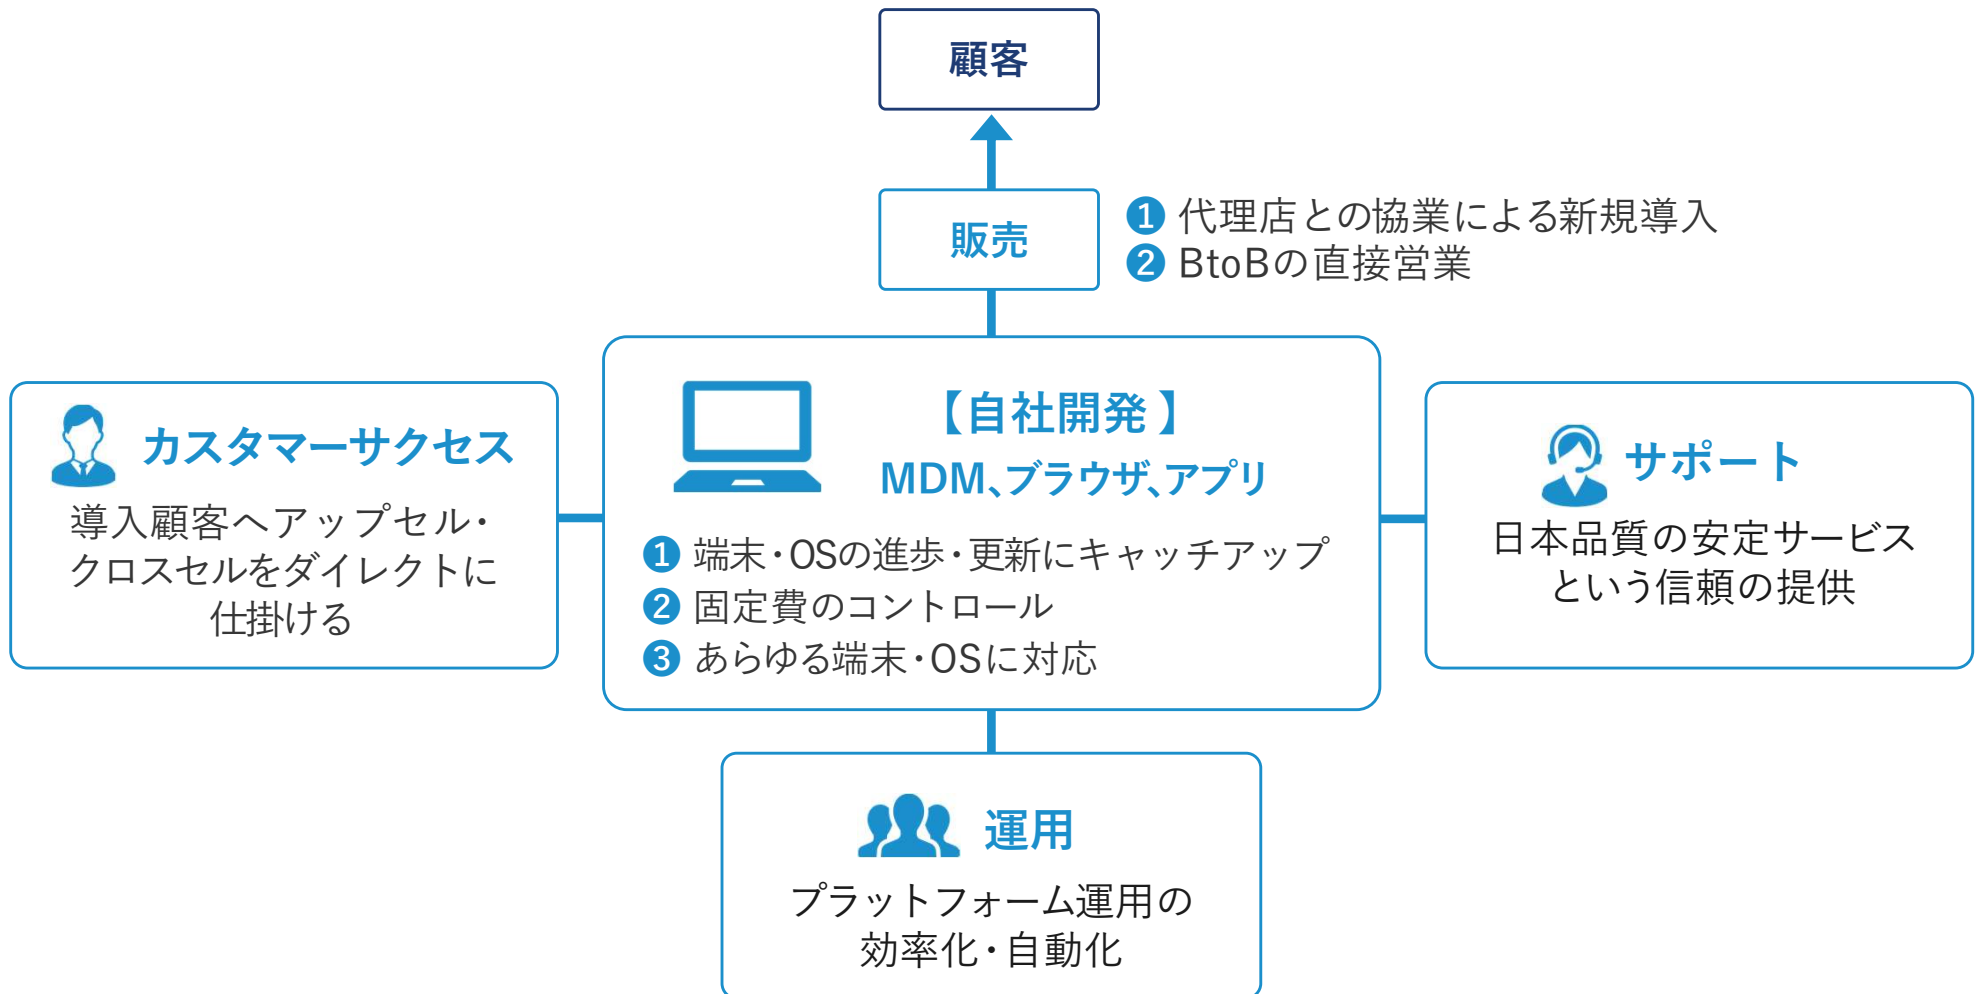 顧客
販売
❶ 代理店との協業による新規導入
❷ BtoBの直接営業
カスタマーサクセス
導入顧客へアップセル・
クロスセルをダイレクトに
仕掛ける
【自社開発】
MDM、ブラウザ、アプリ
❶ 端末・OSの進歩・更新にキャッチアップ
❷ 固定費のコントロール
❸ あらゆる端末・OSに対応
サポート
日本品質の安定サービス
という信頼の提供
運用
プラットフォーム運用の
効率化・自動化